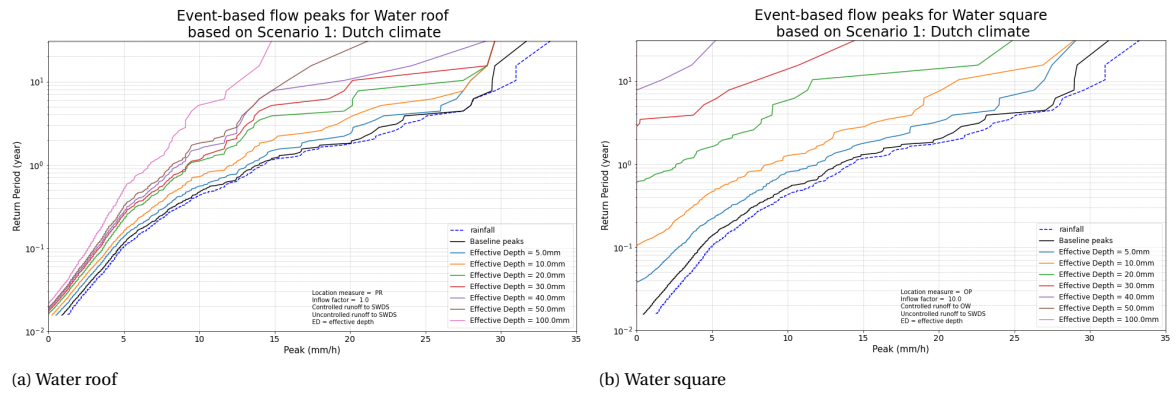 Event-based flow peaks for Water roof
based on Scenario 1: Dutch climate
Return Period (year)
10¹
10⁰
10⁻¹
10⁻²
0 5 10 15 20 25 30 35
Peak (mm/h)
rainfall
Baseline peaks
Effective Depth = 5.0mm
Effective Depth = 10.0mm
Effective Depth = 20.0mm
Effective Depth = 30.0mm
Effective Depth = 40.0mm
Effective Depth = 50.0mm
Effective Depth = 100.0mm
Location measure = PR
Inflow factor = 1.0
Controlled runoff to SWDS
Uncontrolled runoff to SWDS
ED = effective depth
(a) Water roof
Event-based flow peaks for Water square
based on Scenario 1: Dutch climate
Return Period (year)
10¹
10⁰
10⁻¹
10⁻²
0 5 10 15 20 25 30 35
Peak (mm/h)
rainfall
Baseline peaks
Effective Depth = 5.0mm
Effective Depth = 10.0mm
Effective Depth = 20.0mm
Effective Depth = 30.0mm
Effective Depth = 40.0mm
Effective Depth = 50.0mm
Effective Depth = 100.0mm
Location measure = OP
Inflow factor = 10.0
Controlled runoff to OW
Uncontrolled runoff to SWDS
ED = effective depth
(b) Water square